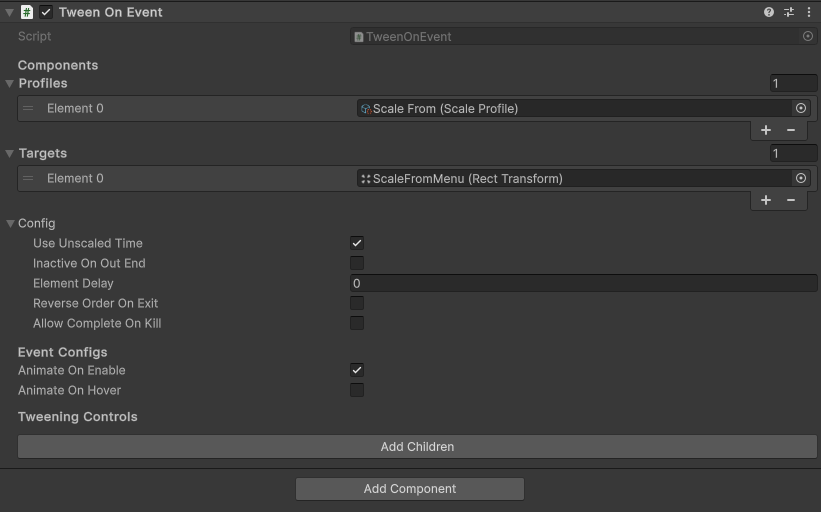 Tween On Event
Script TweenOnEvent
Components
Profiles 1
Element 0 Scale From (Scale Profile)
+ −
Targets 1
Element 0 ScaleFromMenu (Rect Transform)
+ −
Config
Use Unscaled Time
Inactive On Out End
Element Delay 0
Reverse Order On Exit
Allow Complete On Kill
Event Configs
Animate On Enable
Animate On Hover
Tweening Controls
Add Children
Add Component